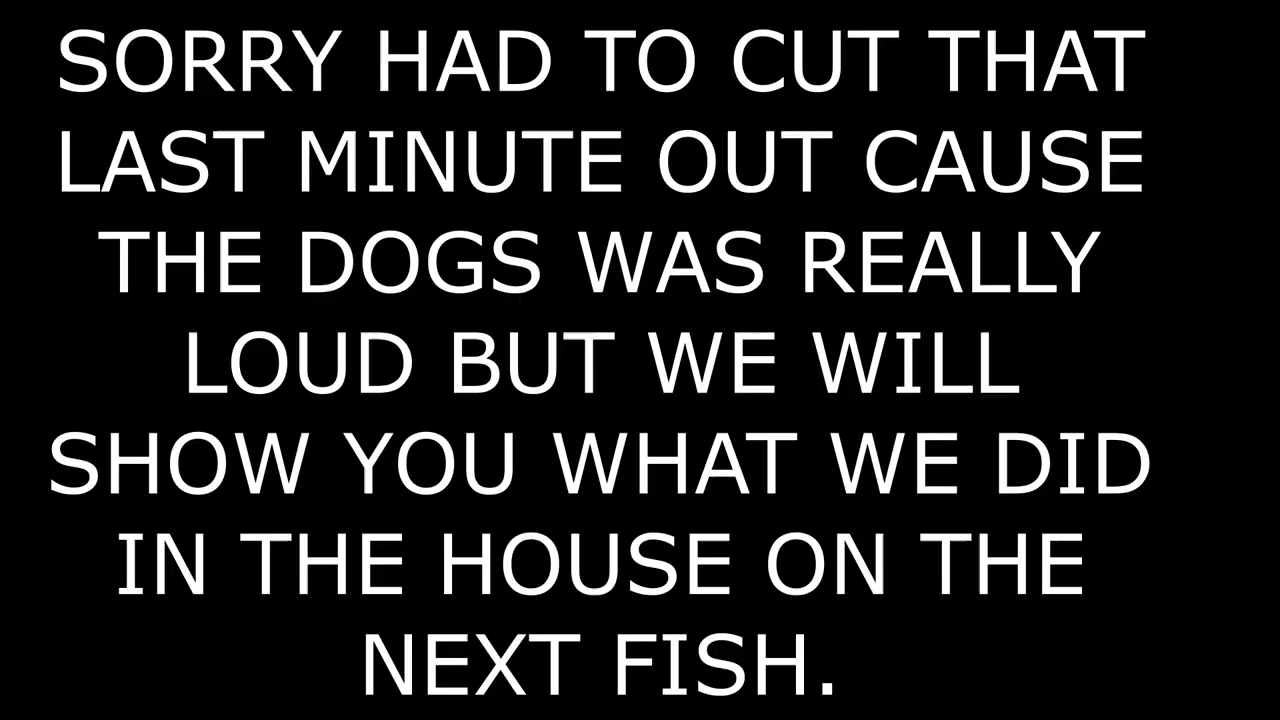 SORRY HAD TO CUT THAT
LAST MINUTE OUT CAUSE
THE DOGS WAS REALLY
LOUD BUT WE WILL
SHOW YOU WHAT WE DID
IN THE HOUSE ON THE
NEXT FISH.